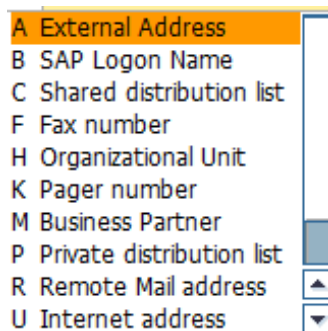 A External Address
B SAP Logon Name
C Shared distribution list
F Fax number
H Organizational Unit
K Pager number
M Business Partner
P Private distribution list
R Remote Mail address
U Internet address